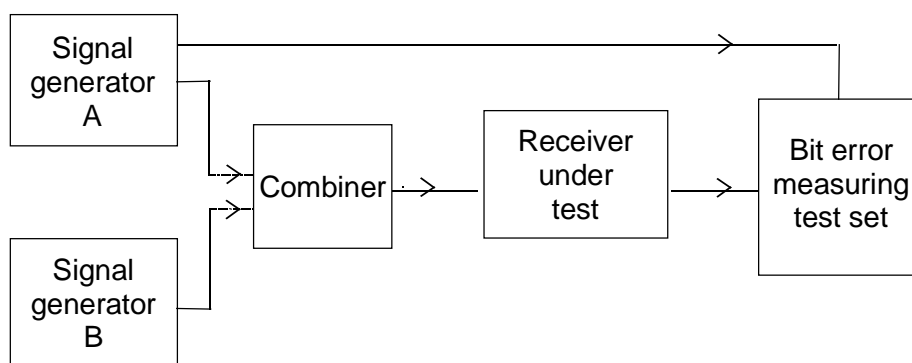 Signal
generator
A
Combiner
Receiver
under
test
Bit error
measuring
test set
Signal
generator
B